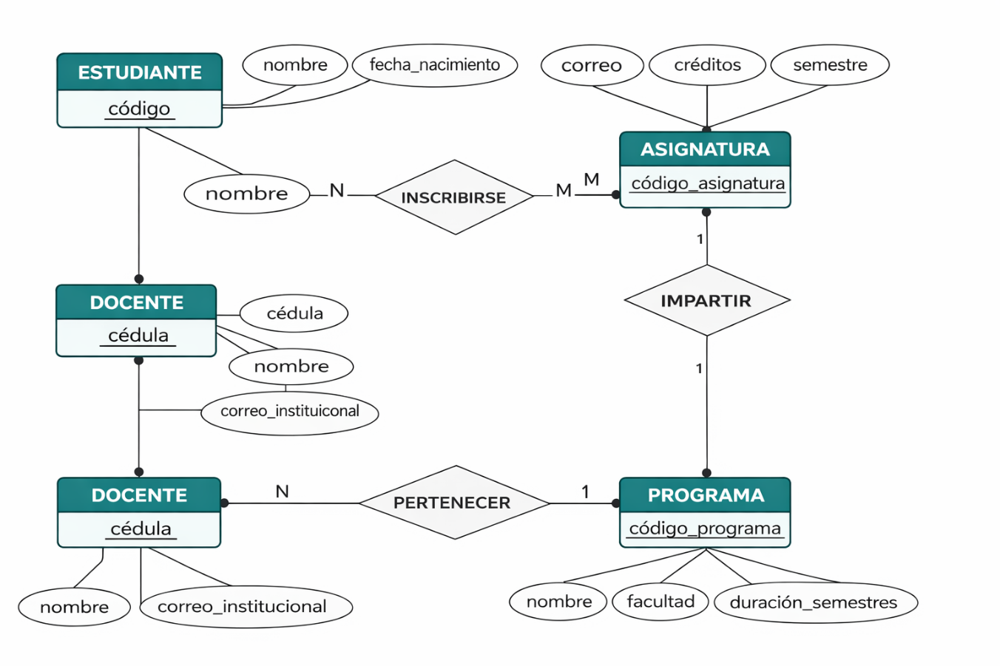 nombre
fecha_nacimiento
correo
créditos
semestre
ESTUDIANTE
código
ASIGNATURA
código_asignatura
nombre
N
INSCRIBIRSE
M
M
1
DOCENTE
cédula
cédula
nombre
correo_instituiconal
IMPARTIR
1
DOCENTE
cédula
N
PERTENECER
1
PROGRAMA
código_programa
nombre
correo_institucional
nombre
facultad
duración_semestres